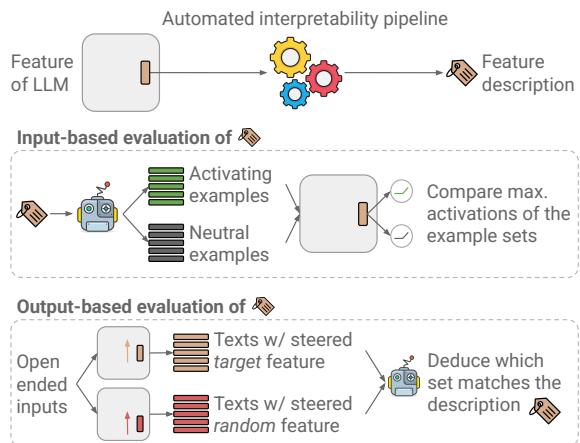 Automated interpretability pipeline
Feature
of LLM
Feature
description
Input-based evaluation of
Activating
examples
Neutral
examples
Compare max.
activations of the
example sets
Output-based evaluation of
Open
ended
inputs
Texts w/ steered
target feature
Texts w/ steered
random feature
Deduce which
set matches the
description